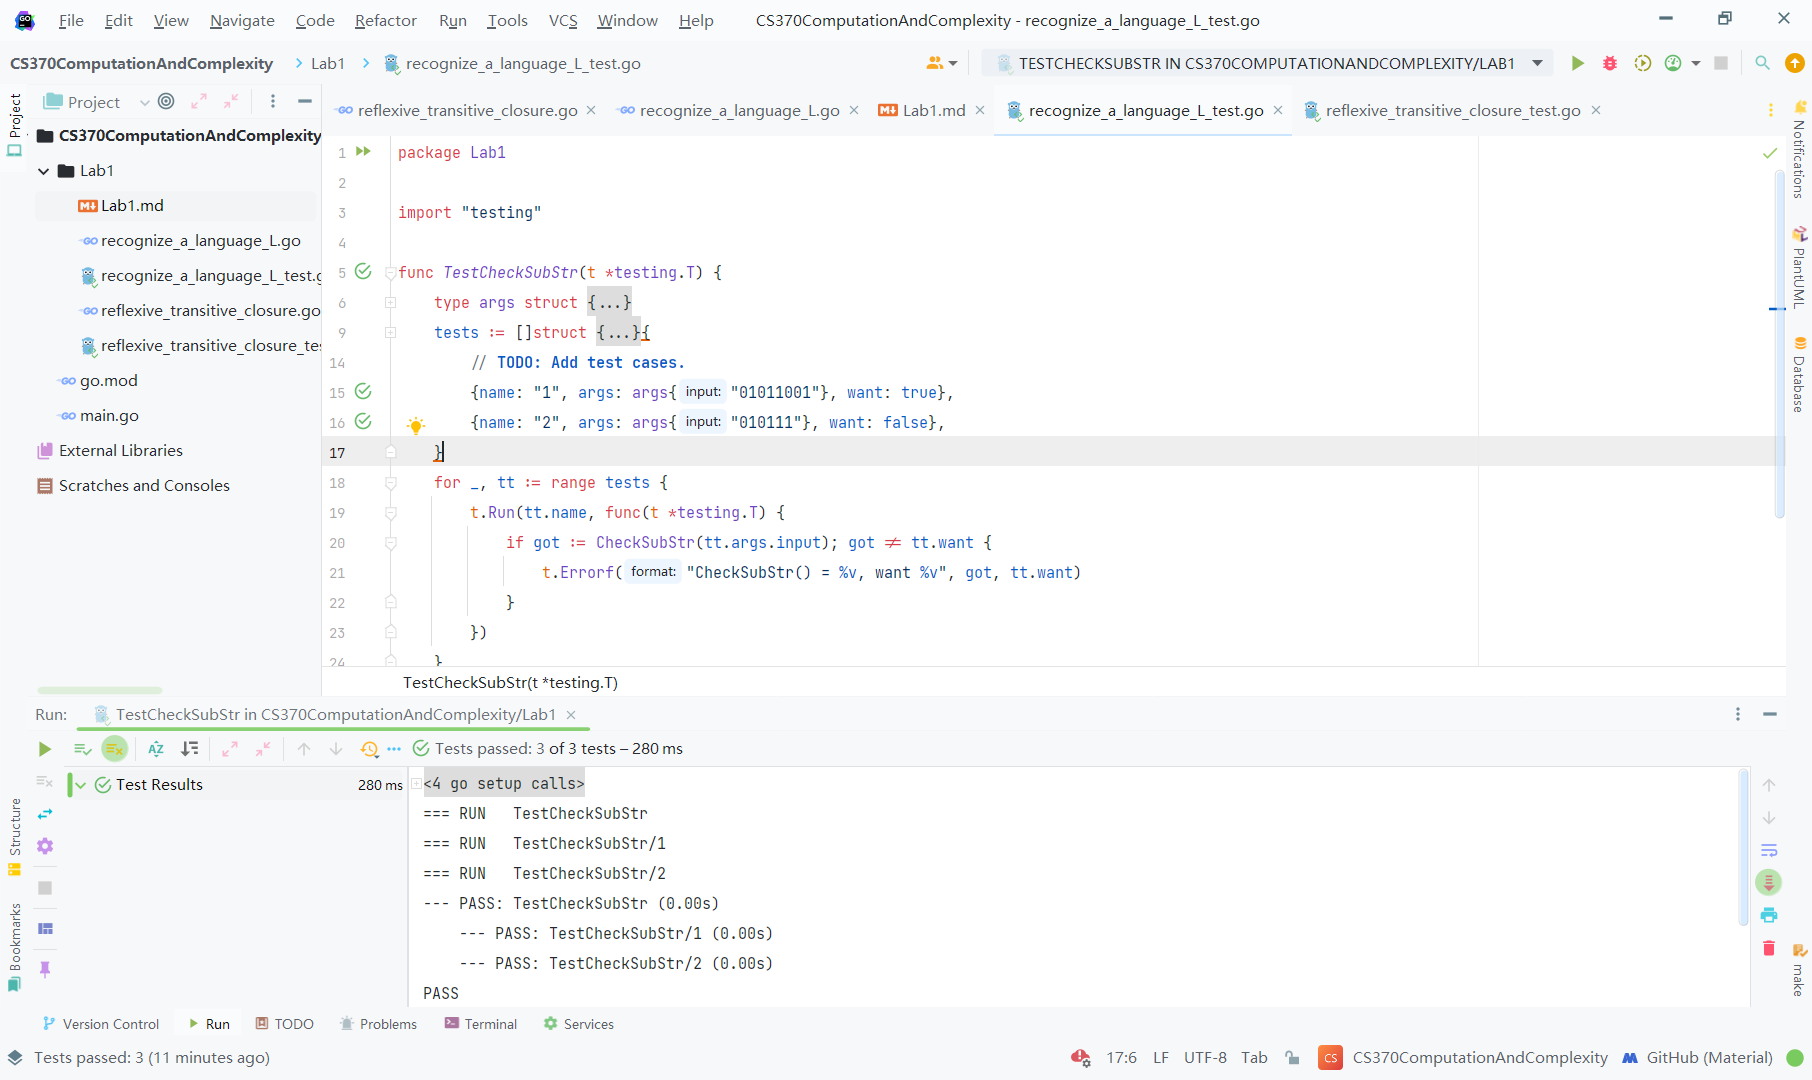 File Edit View Navigate Code Refactor Run Tools VCS Window Help CS370ComputationAndComplexity - recognize_a_language_L_test.go
CS370ComputationAndComplexity Lab1 recognize_a_language_L_test.go TESTCHECKSUBSTR IN CS370COMPUTATIONANDCOMPLEXITY/LAB1
Project
Project
reflexive_transitive_closure.go recognize_a_language_L.go Lab1.md recognize_a_language_L_test.go reflexive_transitive_closure_test.go
CS370ComputationAndComplexity
Lab1
Lab1.md
recognize_a_language_L.go
recognize_a_language_L_test.g
reflexive_transitive_closure.go
reflexive_transitive_closure_tes
go.mod
main.go
External Libraries
Scratches and Consoles
1 package Lab1
2
3 import "testing"
4
5 func TestCheckSubStr(t *testing.T) {
6 type args struct {...}
9 tests := []struct {...}{
14 // TODO: Add test cases.
15 {name: "1", args: args{ input: "01011001"}, want: true},
16 {name: "2", args: args{ input: "010111"}, want: false},
17 }
18 for _, tt := range tests {
19 t.Run(tt.name, func(t *testing.T) {
20 if got := CheckSubStr(tt.args.input); got ≠ tt.want {
21 t.Errorf( format: "CheckSubStr() = %v, want %v", got, tt.want)
22 }
23 })
24 }
TestCheckSubStr(t *testing.T)
Notifications
PlantUML
Database
make
Run: TestCheckSubStr in CS370ComputationAndComplexity/Lab1
Tests passed: 3 of 3 tests – 280 ms
Test Results 280 ms
<4 go setup calls>
=== RUN TestCheckSubStr
=== RUN TestCheckSubStr/1
=== RUN TestCheckSubStr/2
--- PASS: TestCheckSubStr (0.00s)
--- PASS: TestCheckSubStr/1 (0.00s)
--- PASS: TestCheckSubStr/2 (0.00s)
PASS
Structure
Bookmarks
Version Control Run TODO Problems Terminal Services
Tests passed: 3 (11 minutes ago) 17:6 LF UTF-8 Tab CS CS370ComputationAndComplexity GitHub (Material)